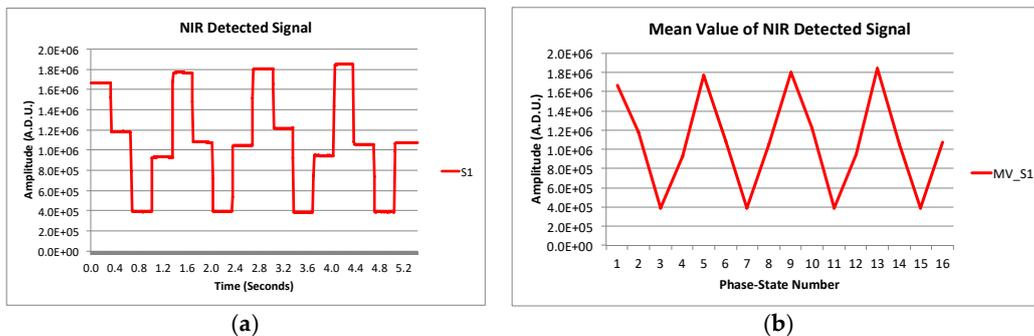 NIR Detected Signal
2.0E+06
1.8E+06
1.6E+06
1.4E+06
1.2E+06
1.0E+06
8.0E+05
6.0E+05
4.0E+05
2.0E+05
0.0E+00
Amplitude (A.D.U.)
0.0 0.4 0.8 1.2 1.6 2.0 2.4 2.8 3.2 3.6 4.0 4.4 4.8 5.2
Time (Seconds)
S1
(a)
Mean Value of NIR Detected Signal
2.0E+06
1.8E+06
1.6E+06
1.4E+06
1.2E+06
1.0E+06
8.0E+05
6.0E+05
4.0E+05
2.0E+05
0.0E+00
Amplitude (A.D.U.)
1 2 3 4 5 6 7 8 9 10 11 12 13 14 15 16
Phase-State Number
MV_S1
(b)